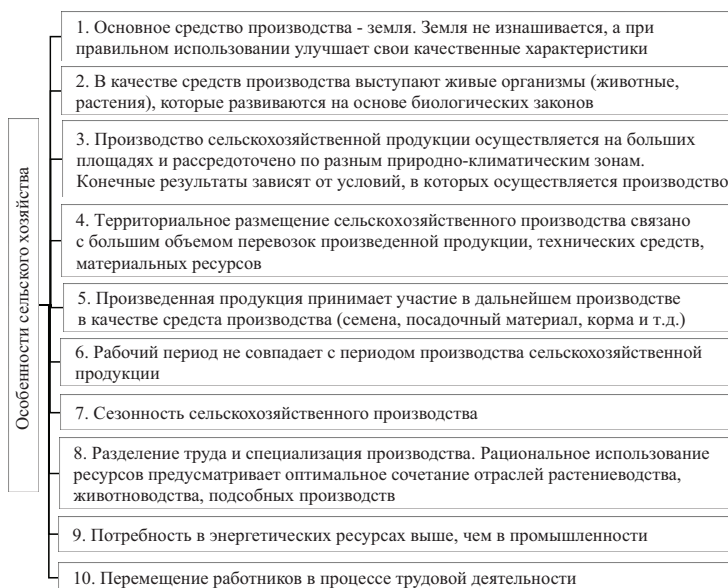 Особенности сельского хозяйства
1. Основное средство производства - земля. Земля не изнашивается, а при
правильном использовании улучшает свои качественные характеристики
2. В качестве средств производства выступают живые организмы (животные,
растения), которые развиваются на основе биологических законов
3. Производство сельскохозяйственной продукции осуществляется на больших
площадях и рассредоточено по разным природно-климатическим зонам.
Конечные результаты зависят от условий, в которых осуществляется производство
4. Территориальное размещение сельскохозяйственного производства связано
с большим объемом перевозок произведенной продукции, технических средств,
материальных ресурсов
5. Произведенная продукция принимает участие в дальнейшем производстве
в качестве средста производства (семена, посадочный материал, корма и т.д.)
6. Рабочий период не совпадает с периодом производства сельскохозяйственной
продукции
7. Сезонность сельскохозяйственного производства
8. Разделение труда и специализация производства. Рациональное использование
ресурсов предусматривает оптимальное сочетание отраслей растениеводства,
животноводства, подсобных производств
9. Потребность в энергетических ресурсах выше, чем в промышленности
10. Перемещение работников в процессе трудовой деятельности